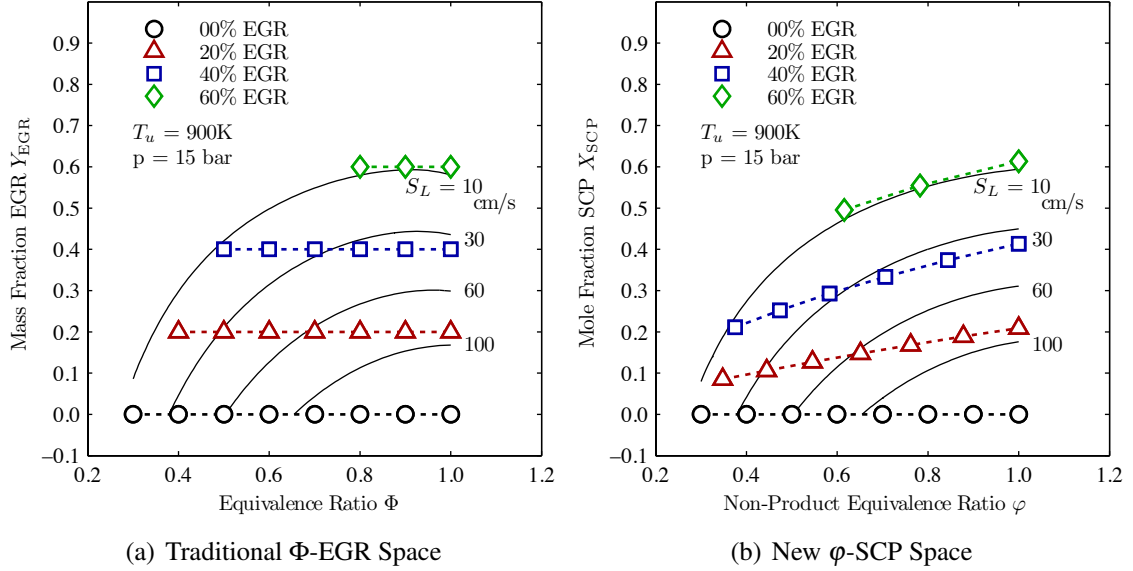 00% EGR
20% EGR
40% EGR
60% EGR
T_u = 900K
p = 15 bar
S_L = 10
cm/s
30
60
100
0.9
0.8
0.7
0.6
0.5
0.4
0.3
0.2
0.1
0.0
−0.1
0.2 0.4 0.6 0.8 1.0 1.2
Mass Fraction EGR Y_EGR
Equivalence Ratio Φ
(a) Traditional Φ-EGR Space
00% EGR
20% EGR
40% EGR
60% EGR
T_u = 900K
p = 15 bar
S_L = 10
cm/s
30
60
100
0.9
0.8
0.7
0.6
0.5
0.4
0.3
0.2
0.1
0.0
−0.1
0.2 0.4 0.6 0.8 1.0 1.2
Mole Fraction SCP X_SCP
Non-Product Equivalence Ratio φ
(b) New φ-SCP Space